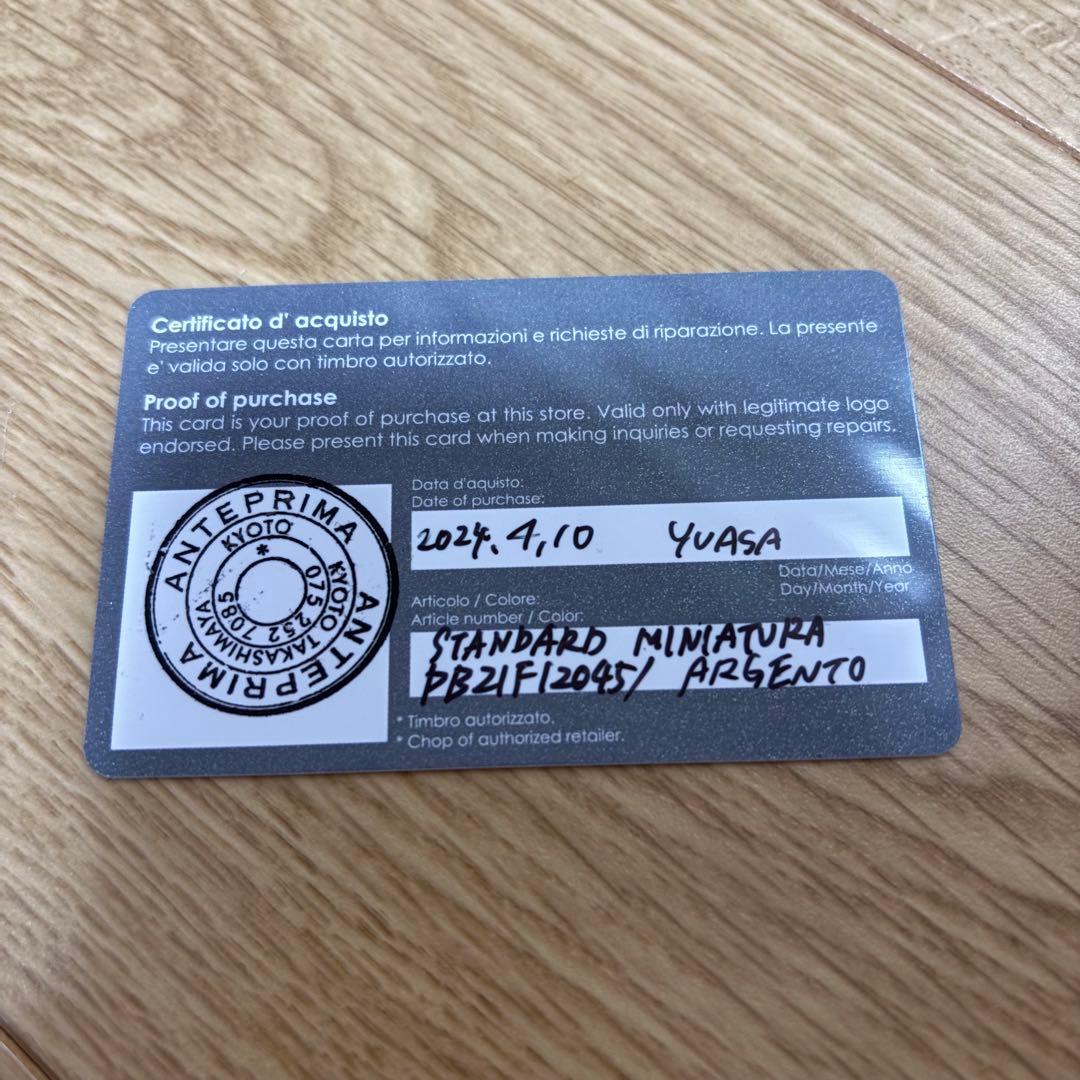 Certificato d' acquisto
Presentare questa carta per informazioni e richieste di riparazione. La presente
e' valida solo con timbro autorizzato.
Proof of purchase
This card is your proof of purchase at this store. Valid only with legitimate logo
endorsed. Please present this card when making inquiries or requesting repairs.
ANTEPRIMA ANTEPRIMA
KYOTO
KYOTO TAKASHIMAYA
075 252 7085
*
Data d'aquisto:
Date of purchase:
2024.4,10 YUASA
Data/Mese/Anno
Day/Month/Year
Articolo / Colore:
Article number / Color:
STANDARD MINIATURA
PB21F12045/ ARGENTO
* Timbro autorizzato.
* Chop of authorized retailer.